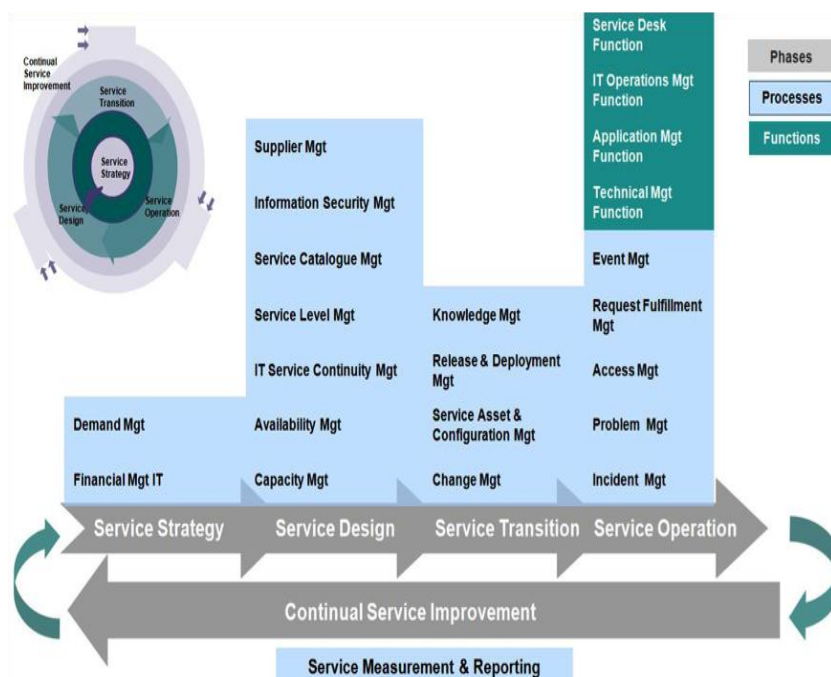 Continual
Service
Improvement
Service
Transition
Service
Strategy
Service
Design
Service
Operation
Phases
Processes
Functions
Demand Mgt
Financial Mgt IT
Supplier Mgt
Information Security Mgt
Service Catalogue Mgt
Service Level Mgt
IT Service Continuity Mgt
Availability Mgt
Capacity Mgt
Knowledge Mgt
Release & Deployment
Mgt
Service Asset &
Configuration Mgt
Change Mgt
Service Desk
Function
IT Operations Mgt
Function
Application Mgt
Function
Technical Mgt
Function
Event Mgt
Request Fulfillment
Mgt
Access Mgt
Problem Mgt
Incident Mgt
Service Strategy
Service Design
Service Transition
Service Operation
Continual Service Improvement
Service Measurement & Reporting